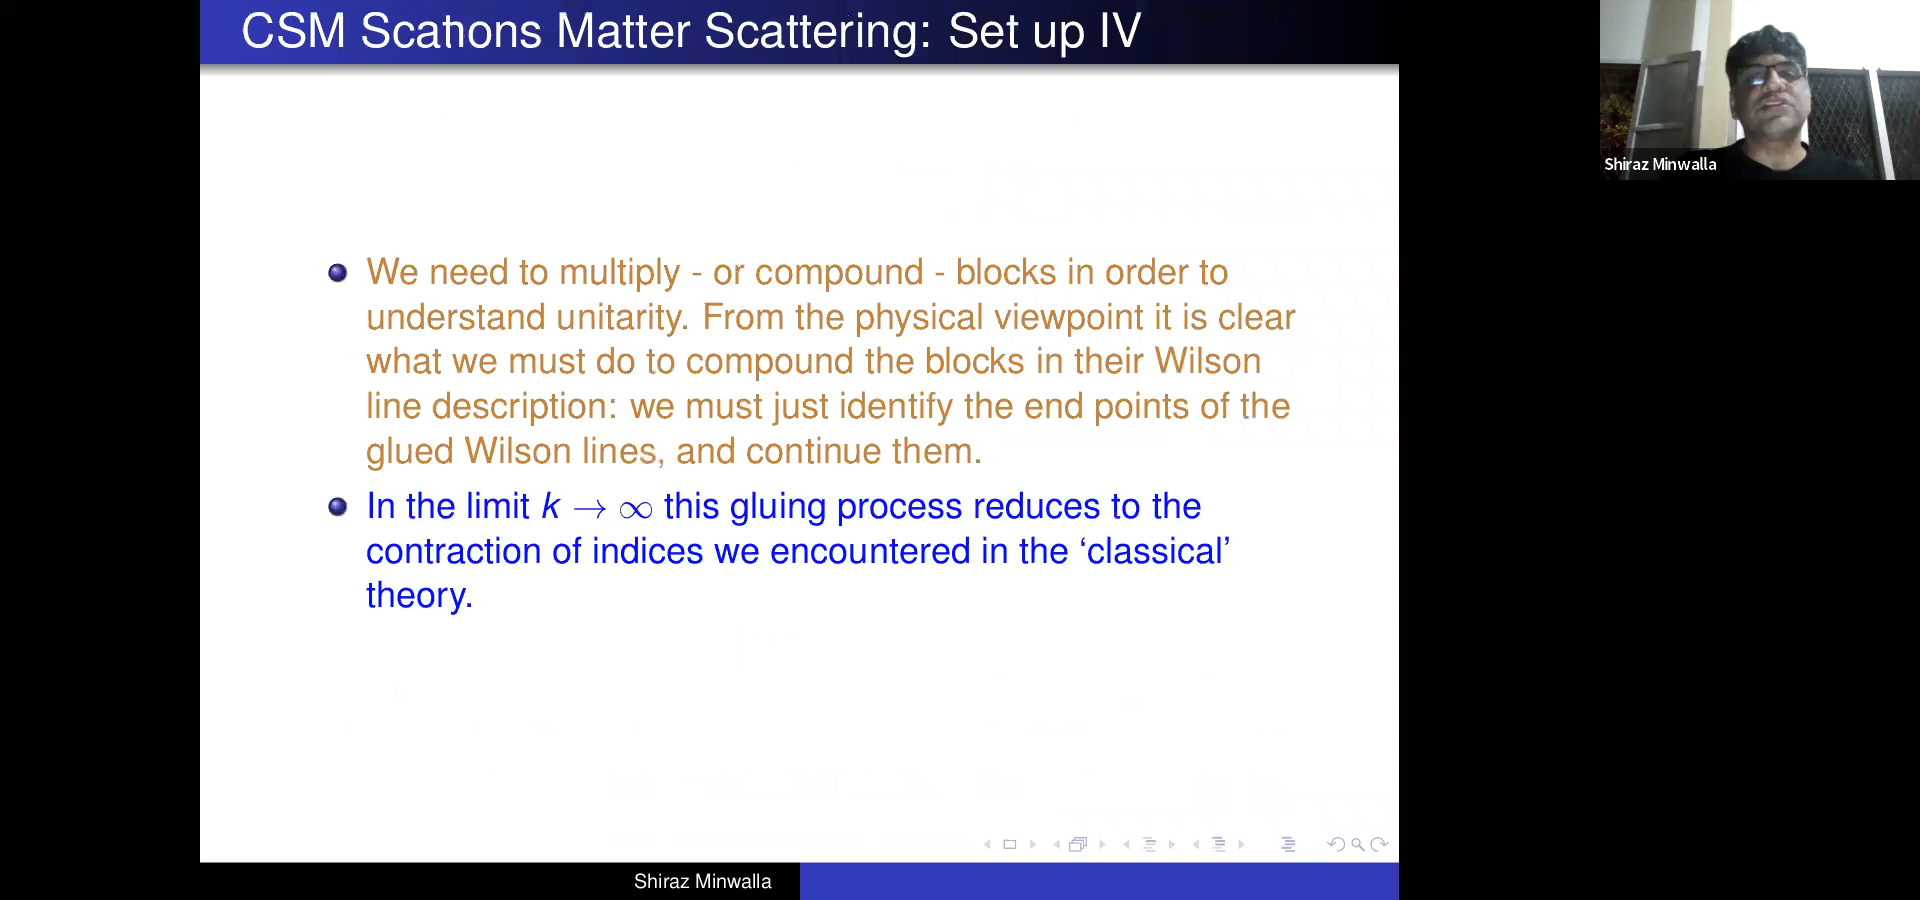 CSM Scattering: Set up IV
Shiraz Minwalla
We need to multiply - or compound - blocks in order to
understand unitarity. From the physical viewpoint it is clear
what we must do to compound the blocks in their Wilson
line description: we must just identify the end points of the
glued Wilson lines, and continue them.
In the limit k → ∞ this gluing process reduces to the
contraction of indices we encountered in the ‘classical’
theory.
Shiraz Minwalla